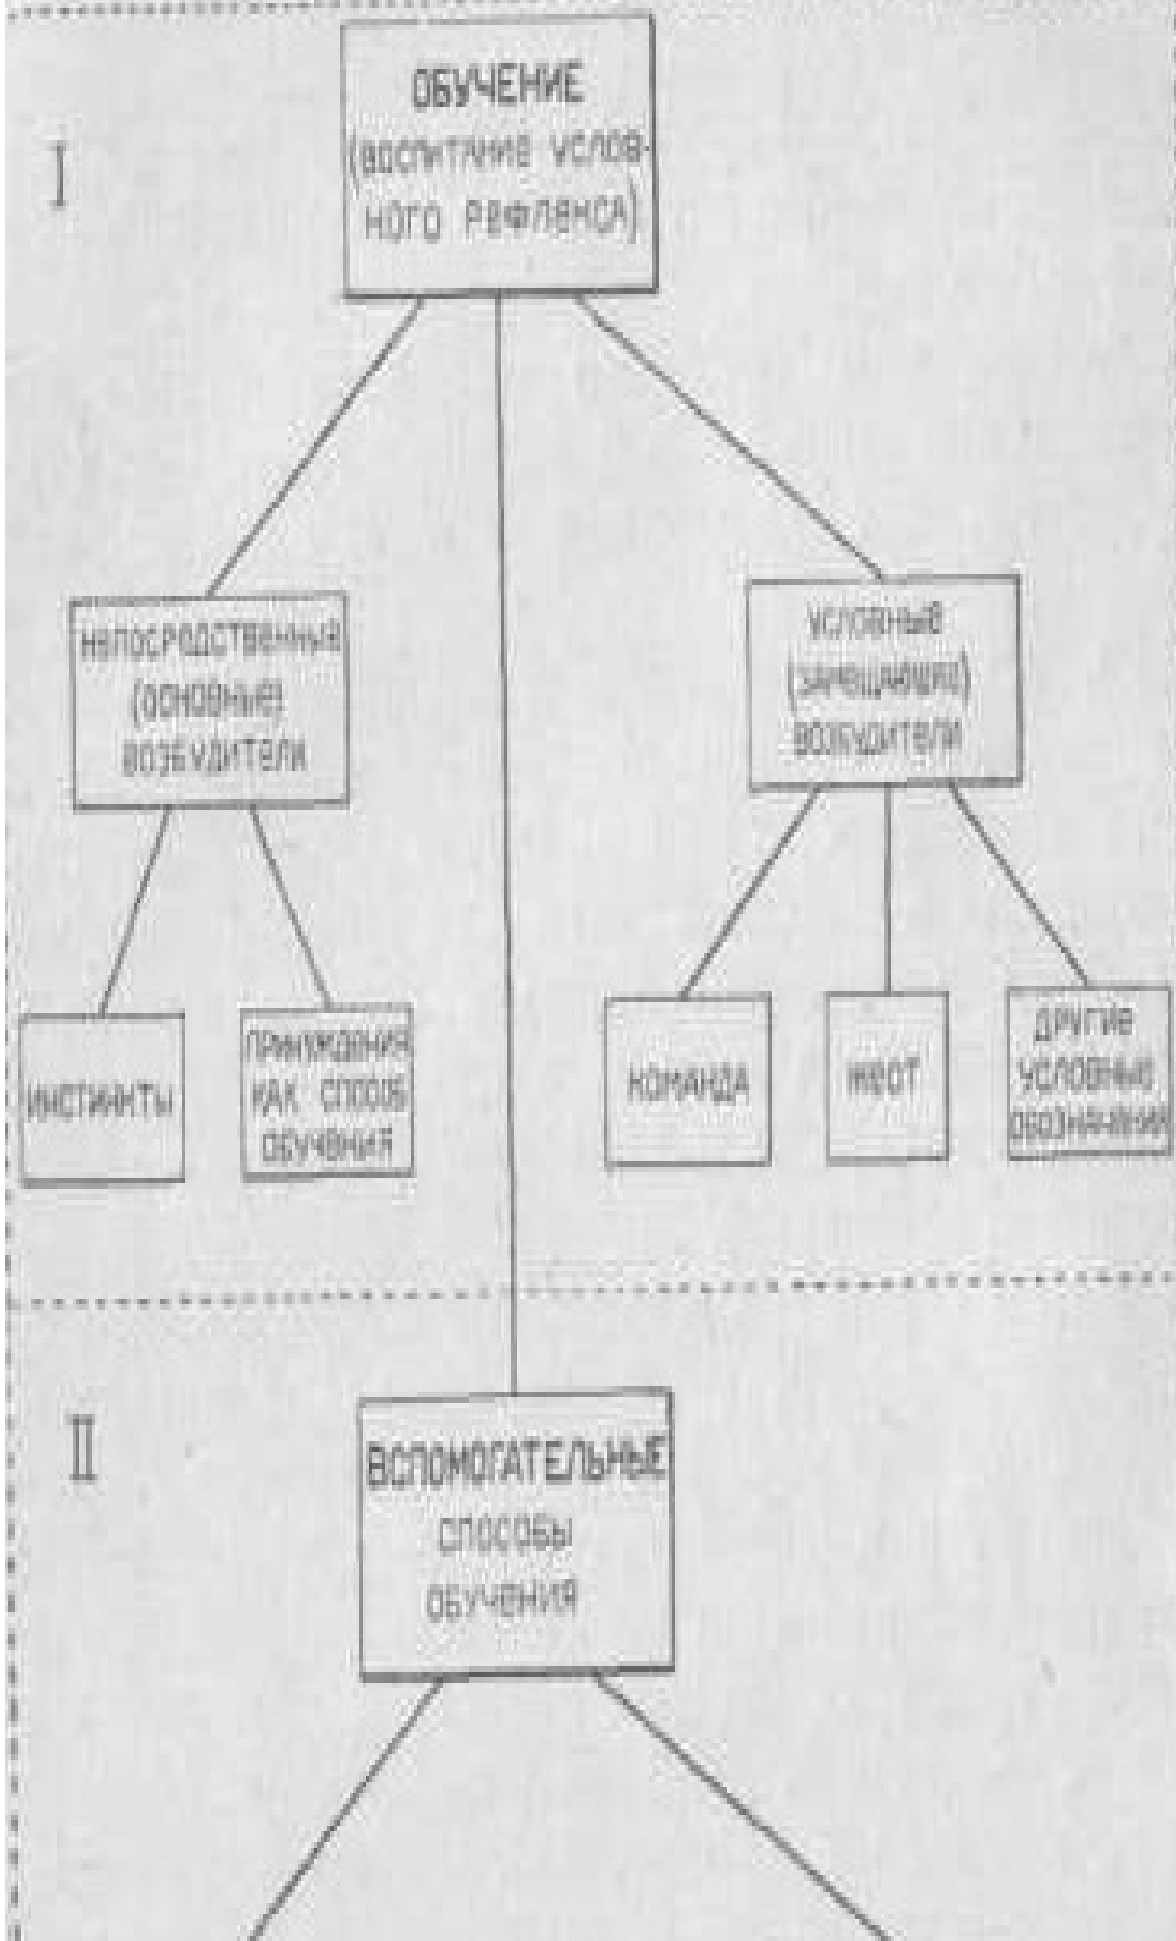 I
ОБУЧЕНИЕ
(ВОСПИТАНИЕ УСЛОВ-
НОГО РЕФЛЕКСА)
НЕПОСРЕДСТВЕННЫЕ
(ОСНОВНЫЕ)
ВОЗБУДИТЕЛИ
УСЛОВНЫЕ
(ЗАМЕЩАЮЩИЕ)
ВОЗБУДИТЕЛИ
ИНСТИНКТЫ
ПРИНУЖДЕНИЯ
КАК СПОСОБ
ОБУЧЕНИЯ
КОМАНДА
ЖЕСТ
ДРУГИЕ
УСЛОВНЫЕ
ОБОЗНАЧЕНИЯ
II
ВСПОМОГАТЕЛЬНЫЕ
СПОСОБЫ
ОБУЧЕНИЯ